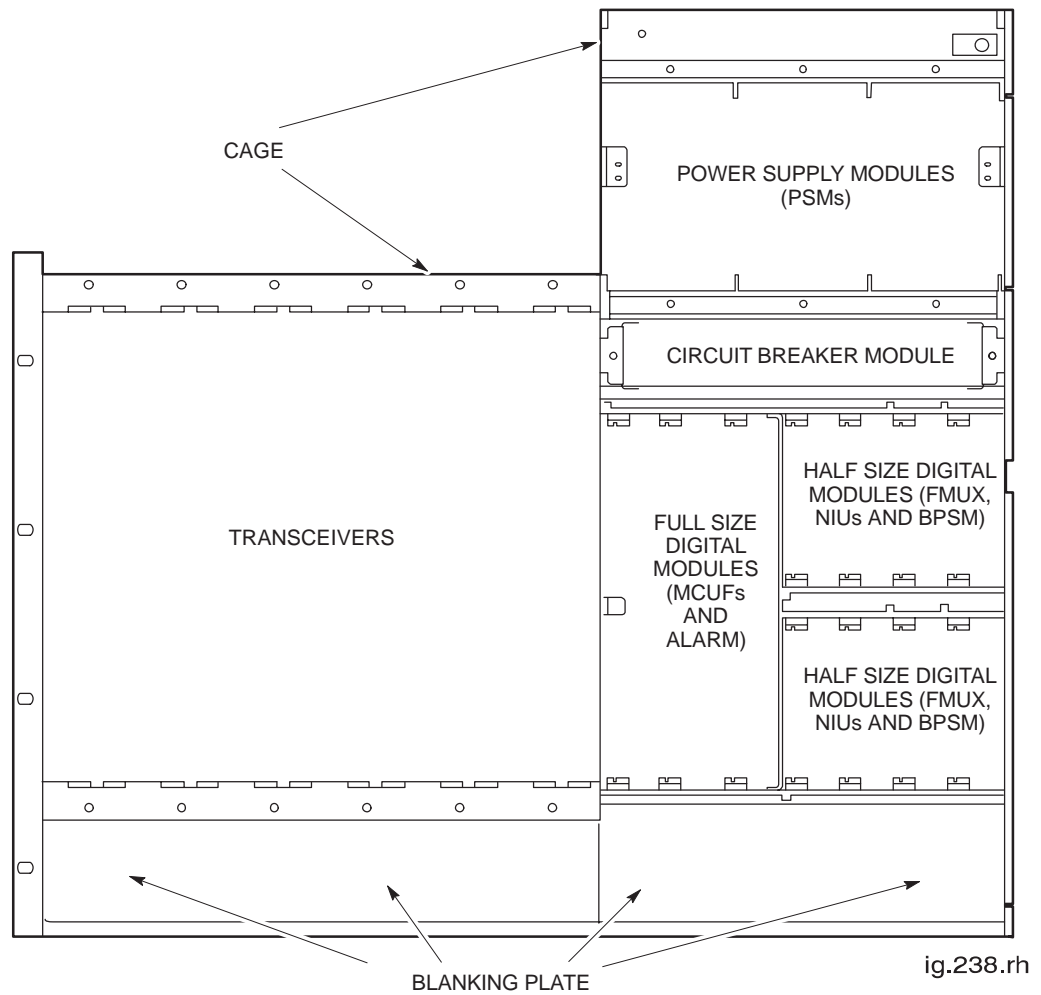 CAGE
POWER SUPPLY MODULES
(PSMs)
CIRCUIT BREAKER MODULE
TRANSCEIVERS
FULL SIZE
DIGITAL
MODULES
(MCUFs
AND
ALARM)
HALF SIZE DIGITAL
MODULES (FMUX,
NIUs AND BPSM)
HALF SIZE DIGITAL
MODULES (FMUX,
NIUs AND BPSM)
BLANKING PLATE
ig.238.rh